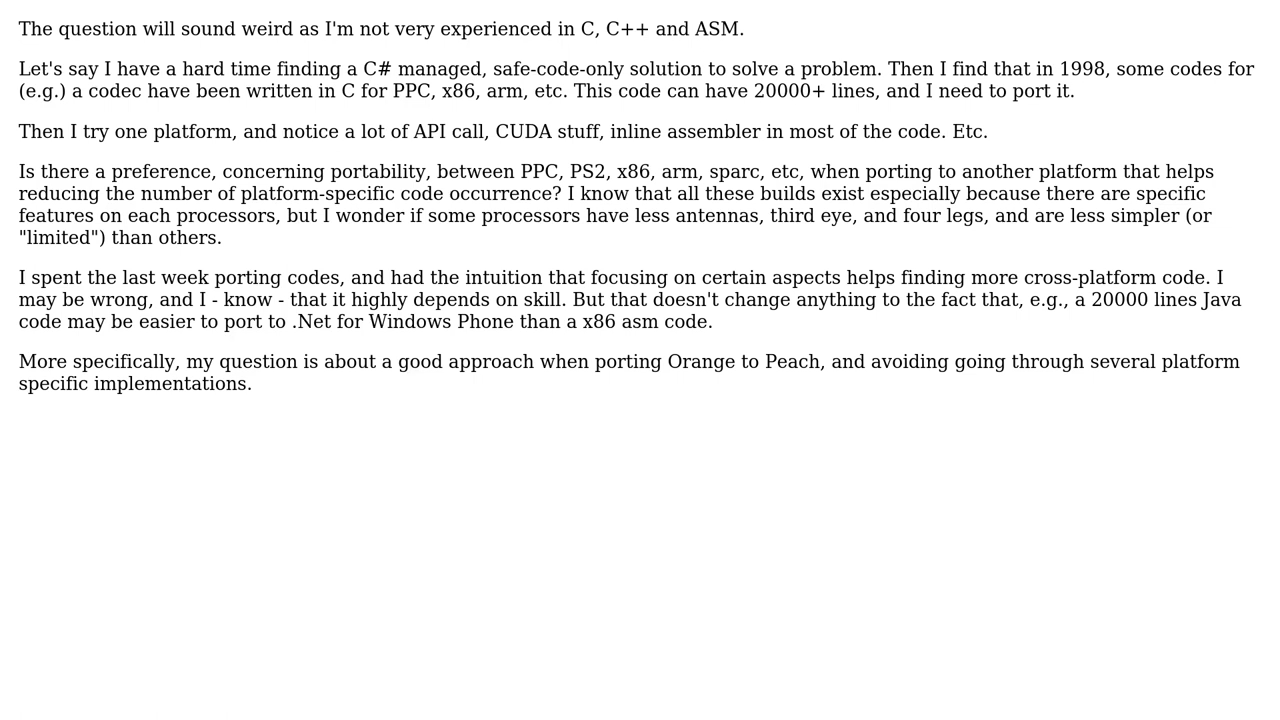 The question will sound weird as I'm not very experienced in C, C++ and ASM.
Let's say I have a hard time finding a C# managed, safe-code-only solution to solve a problem. Then I find that in 1998, some codes for
(e.g.) a codec have been written in C for PPC, x86, arm, etc. This code can have 20000+ lines, and I need to port it.
Then I try one platform, and notice a lot of API call, CUDA stuff, inline assembler in most of the code. Etc.
Is there a preference, concerning portability, between PPC, PS2, x86, arm, sparc, etc, when porting to another platform that helps
reducing the number of platform-specific code occurrence? I know that all these builds exist especially because there are specific
features on each processors, but I wonder if some processors have less antennas, third eye, and four legs, and are less simpler (or
"limited") than others.
I spent the last week porting codes, and had the intuition that focusing on certain aspects helps finding more cross-platform code. I
may be wrong, and I - know - that it highly depends on skill. But that doesn't change anything to the fact that, e.g., a 20000 lines Java
code may be easier to port to .Net for Windows Phone than a x86 asm code.
More specifically, my question is about a good approach when porting Orange to Peach, and avoiding going through several platform
specific implementations.